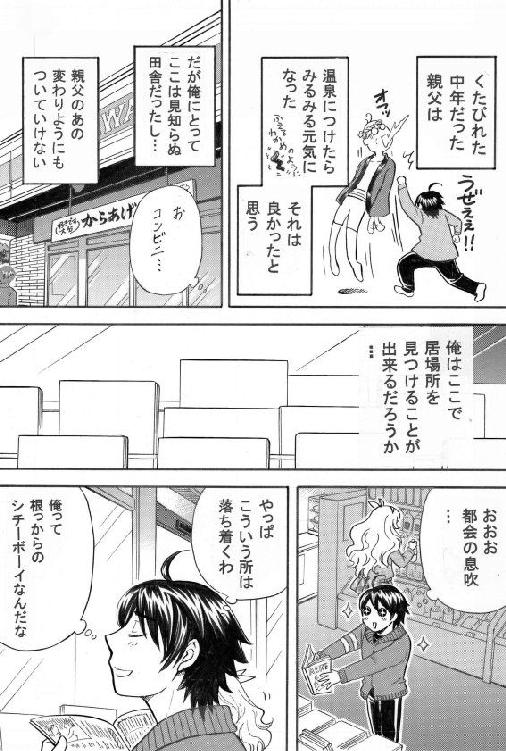 くたびれた
中年だった
親父は
うぜぇぇ!!
オフッ
温泉につけたら
みるみる元気に
なった
それは
良かったと
思う
だが俺にとって
ここは見知らぬ
田舎だったし…
お
コンビニ…
からあげ
親父のあの
変わりようにも
ついていけない
俺はここで
居場所を
見つけることが
出来るだろうか
…
おおお
都会の息吹
…
やっぱ
こういう所は
落ち着くわ
俺って
根っからの
シチーボーイなんだな